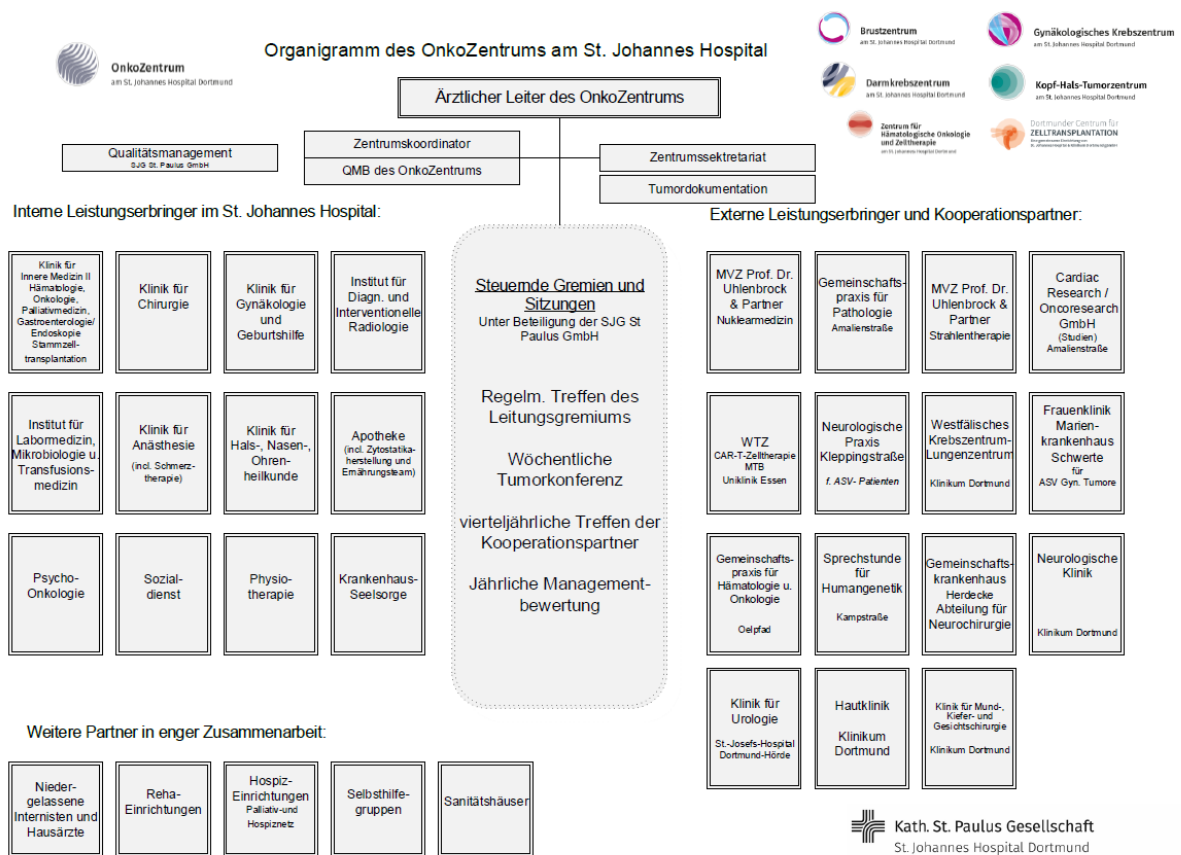 Organigramm des OnkoZentrums am St. Johannes Hospital
OnkoZentrum
am St. Johannes Hospital Dortmund
Brustzentrum
am St. Johannes Hospital Dortmund
Gynäkologisches Krebszentrum
am St. Johannes Hospital Dortmund
Darmkrebszentrum
am St. Johannes Hospital Dortmund
Kopf-Hals-Tumorzentrum
am St. Johannes Hospital Dortmund
Zentrum für
Hämatologische Onkologie
und Zelltherapie
am St. Johannes Hospital Dortmund
Dortmunder Centrum für
ZELLTRANSPLANTATION
Ärztlicher Leiter des OnkoZentrums
Qualitätsmanagement
SJG St. Paulus GmbH
Zentrumskoordinator
QMB des OnkoZentrums
Zentrumssekretariat
Tumordokumentation
Interne Leistungserbringer im St. Johannes Hospital:
Klinik für
Innere Medizin II
Hämatologie,
Onkologie,
Palliativmedizin,
Gastroenterologie/
Endoskopie
Stammzell-
transplantation
Klinik für
Chirurgie
Klinik für
Gynäkologie
und
Geburtshilfe
Institut für
Diagn. und
Interventionelle
Radiologie
Institut für
Labormedizin,
Mikrobiologie u.
Transfusions-
medizin
Klinik für
Anästhesie
(incl. Schmerz-
therapie)
Klinik für
Hals-, Nasen-,
Ohren-
heilkunde
Apotheke
(incl. Zytostatika-
herstellung und
Ernährungsteam)
Psycho-
Onkologie
Sozial-
dienst
Physio-
therapie
Krankenhaus-
Seelsorge
Steuernde Gremien und
Sitzungen
Unter Beteiligung der SJG St
Paulus GmbH
Regelm. Treffen des
Leitungsgremiums
Wöchentliche
Tumorkonferenz
vierteljährliche Treffen der
Kooperationspartner
Jährliche Management-
bewertung
Externe Leistungserbringer und Kooperationspartner:
MVZ Prof. Dr.
Uhlenbrock
& Partner
Nuklearmedizin
Gemeinschafts-
praxis für
Pathologie
Amalienstraße
MVZ Prof. Dr.
Uhlenbrock &
Partner
Strahlentherapie
Cardiac
Research /
Oncoresearch
GmbH
(Studien)
Amalienstraße
WTZ
CAR-T-Zelltherapie
MTB
Uniklinik Essen
Neurologische
Praxis
Kleppingstraße
f. ASV- Patienten
Westfälisches
Krebszentrum-
Lungenzentrum
Klinikum Dortmund
Frauenklinik
Marien-
krankenhaus
Schwerte
für
ASV Gyn. Tumore
Gemeinschafts-
praxis für
Hämatologie u.
Onkologie
Oelpfad
Sprechstunde
für
Humangenetik
Kampstraße
Gemeinschafts-
krankenhaus
Herdecke
Abteilung für
Neurochirurgie
Neurologische
Klinik
Klinikum Dortmund
Klinik für
Urologie
St.-Josefs-Hospital
Dortmund-Hörde
Hautklinik
Klinikum
Dortmund
Klinik für Mund-,
Kiefer- und
Gesichtschirurgie
Klinikum Dortmund
Weitere Partner in enger Zusammenarbeit:
Nieder-
gelassene
Internisten und
Hausärzte
Reha-
Einrichtungen
Hospiz-
Einrichtungen
Palliativ-und
Hospiznetz
Selbsthilfe-
gruppen
Sanitätshäuser
Kath. St. Paulus Gesellschaft
St. Johannes Hospital Dortmund